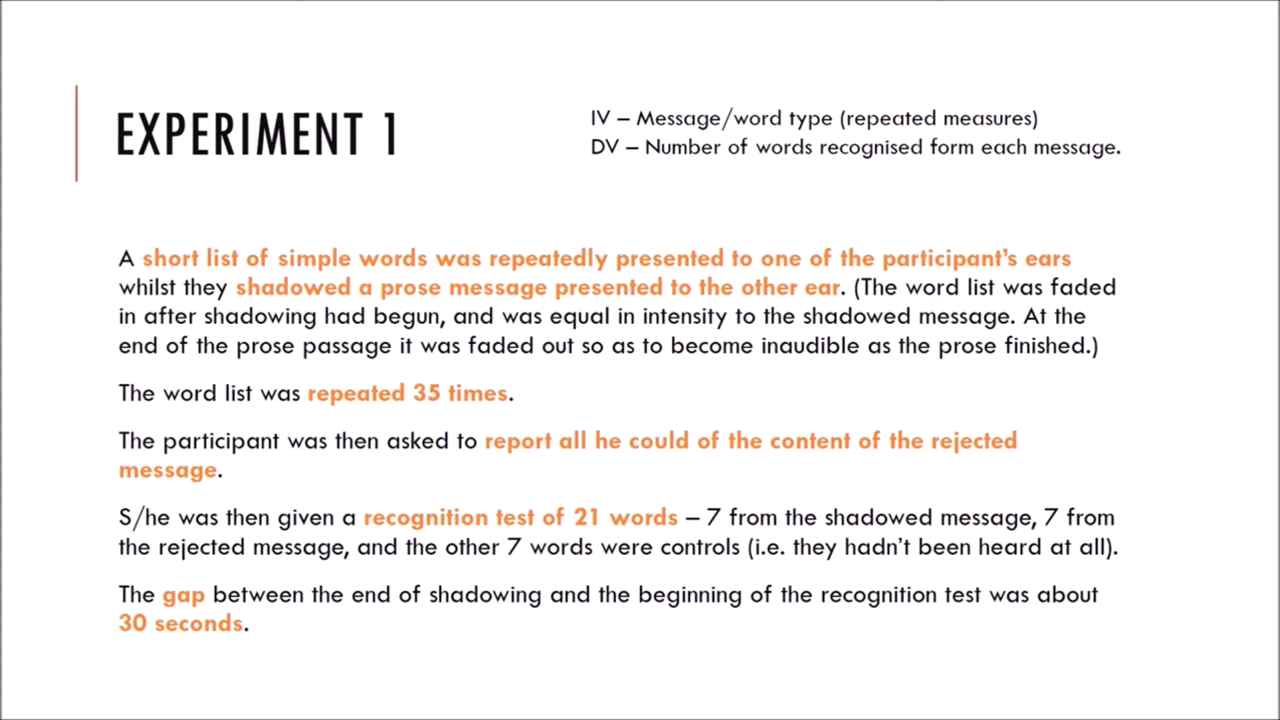 EXPERIMENT 1
IV – Message/word type (repeated measures)
DV – Number of words recognised form each message.
A short list of simple words was repeatedly presented to one of the participant's ears
whilst they shadowed a prose message presented to the other ear. (The word list was faded
in after shadowing had begun, and was equal in intensity to the shadowed message. At the
end of the prose passage it was faded out so as to become inaudible as the prose finished.)
The word list was repeated 35 times.
The participant was then asked to report all he could of the content of the rejected
message.
S/he was then given a recognition test of 21 words – 7 from the shadowed message, 7 from
the rejected message, and the other 7 words were controls (i.e. they hadn't been heard at all).
The gap between the end of shadowing and the beginning of the recognition test was about
30 seconds.